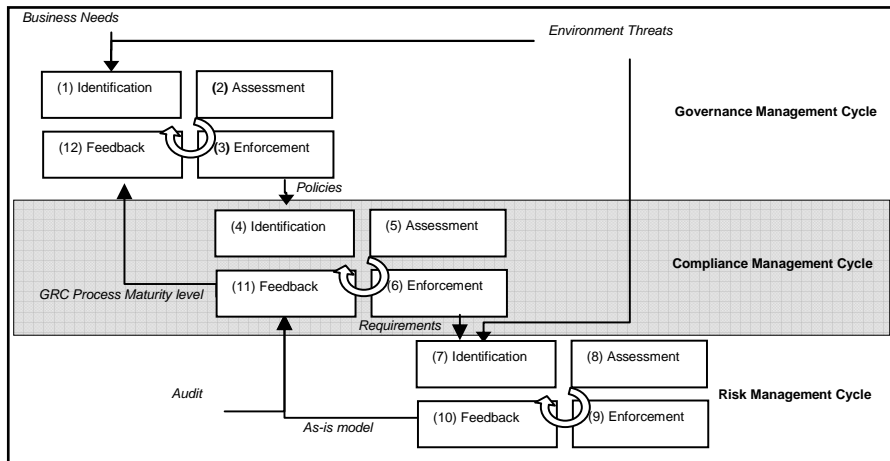 Business Needs
Environment Threats
(1) Identification
(2) Assessment
Governance Management Cycle
(12) Feedback
(3) Enforcement
Policies
(4) Identification
(5) Assessment
Compliance Management Cycle
(11) Feedback
(6) Enforcement
GRC Process Maturity level
Requirements
(7) Identification
(8) Assessment
Risk Management Cycle
Audit
(10) Feedback
(9) Enforcement
As-is model